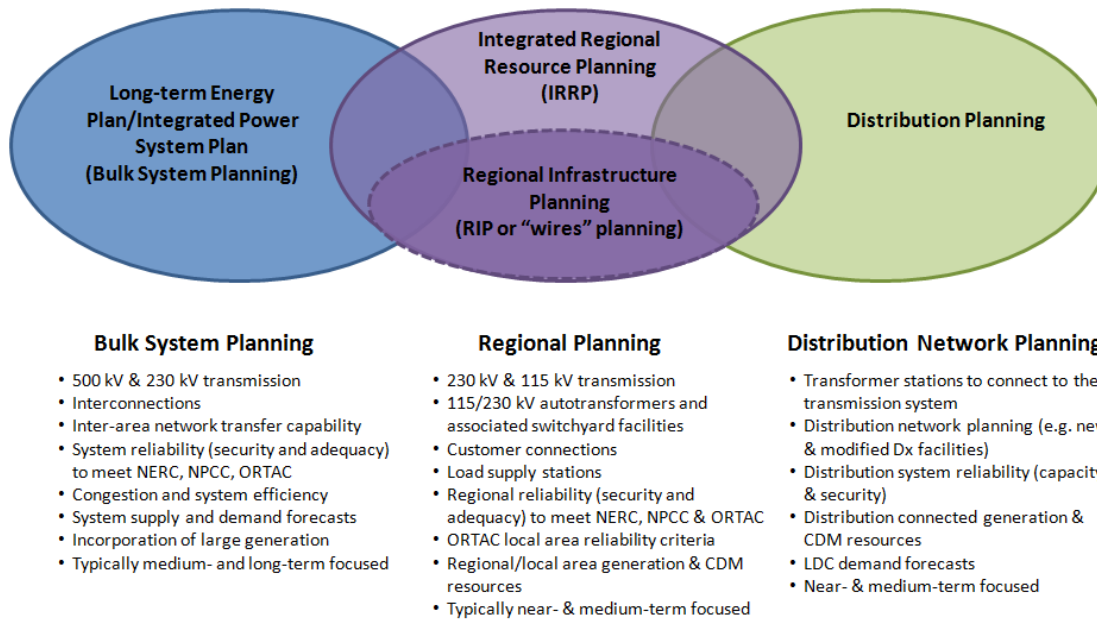 Long-term Energy
Plan/Integrated Power
System Plan
(Bulk System Planning)
Integrated Regional
Resource Planning
(IRRP)
Regional Infrastructure
Planning
(RIP or “wires” planning)
Distribution Planning
Bulk System Planning
• 500 kV & 230 kV transmission
• Interconnections
• Inter-area network transfer capability
• System reliability (security and adequacy)
to meet NERC, NPCC, ORTAC
• Congestion and system efficiency
• System supply and demand forecasts
• Incorporation of large generation
• Typically medium- and long-term focused
Regional Planning
• 230 kV & 115 kV transmission
• 115/230 kV autotransformers and
associated switchyard facilities
• Customer connections
• Load supply stations
• Regional reliability (security and
adequacy) to meet NERC, NPCC & ORTAC
• ORTAC local area reliability criteria
• Regional/local area generation & CDM
resources
• Typically near- & medium-term focused
Distribution Network Planning
• Transformer stations to connect to the
transmission system
• Distribution network planning (e.g. new
& modified Dx facilities)
• Distribution system reliability (capacity
& security)
• Distribution connected generation &
CDM resources
• LDC demand forecasts
• Near- & medium-term focused